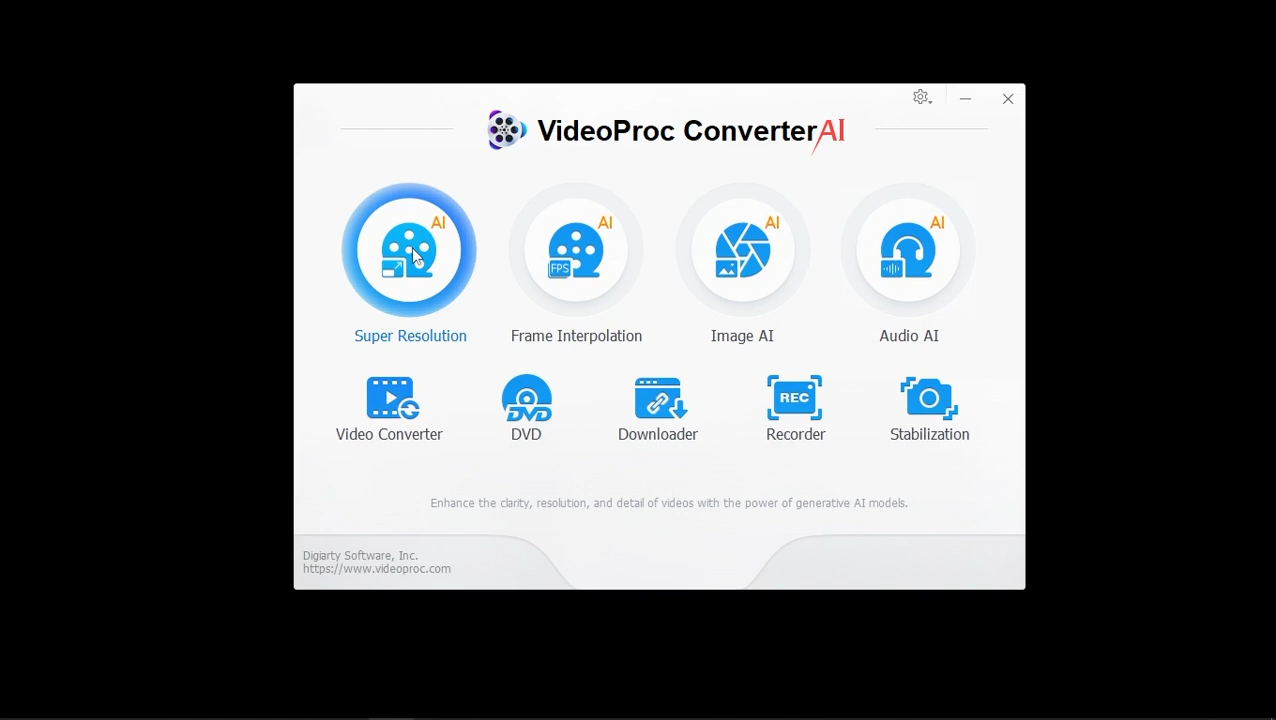 VideoProc ConverterAI
AI
AI
AI
AI
FPS
Super Resolution
Frame Interpolation
Image AI
Audio AI
DVD
REC
Video Converter
DVD
Downloader
Recorder
Stabilization
Enhance the clarity, resolution, and detail of videos with the power of generative AI models.
Digiarty Software, Inc.
https://www.videoproc.com